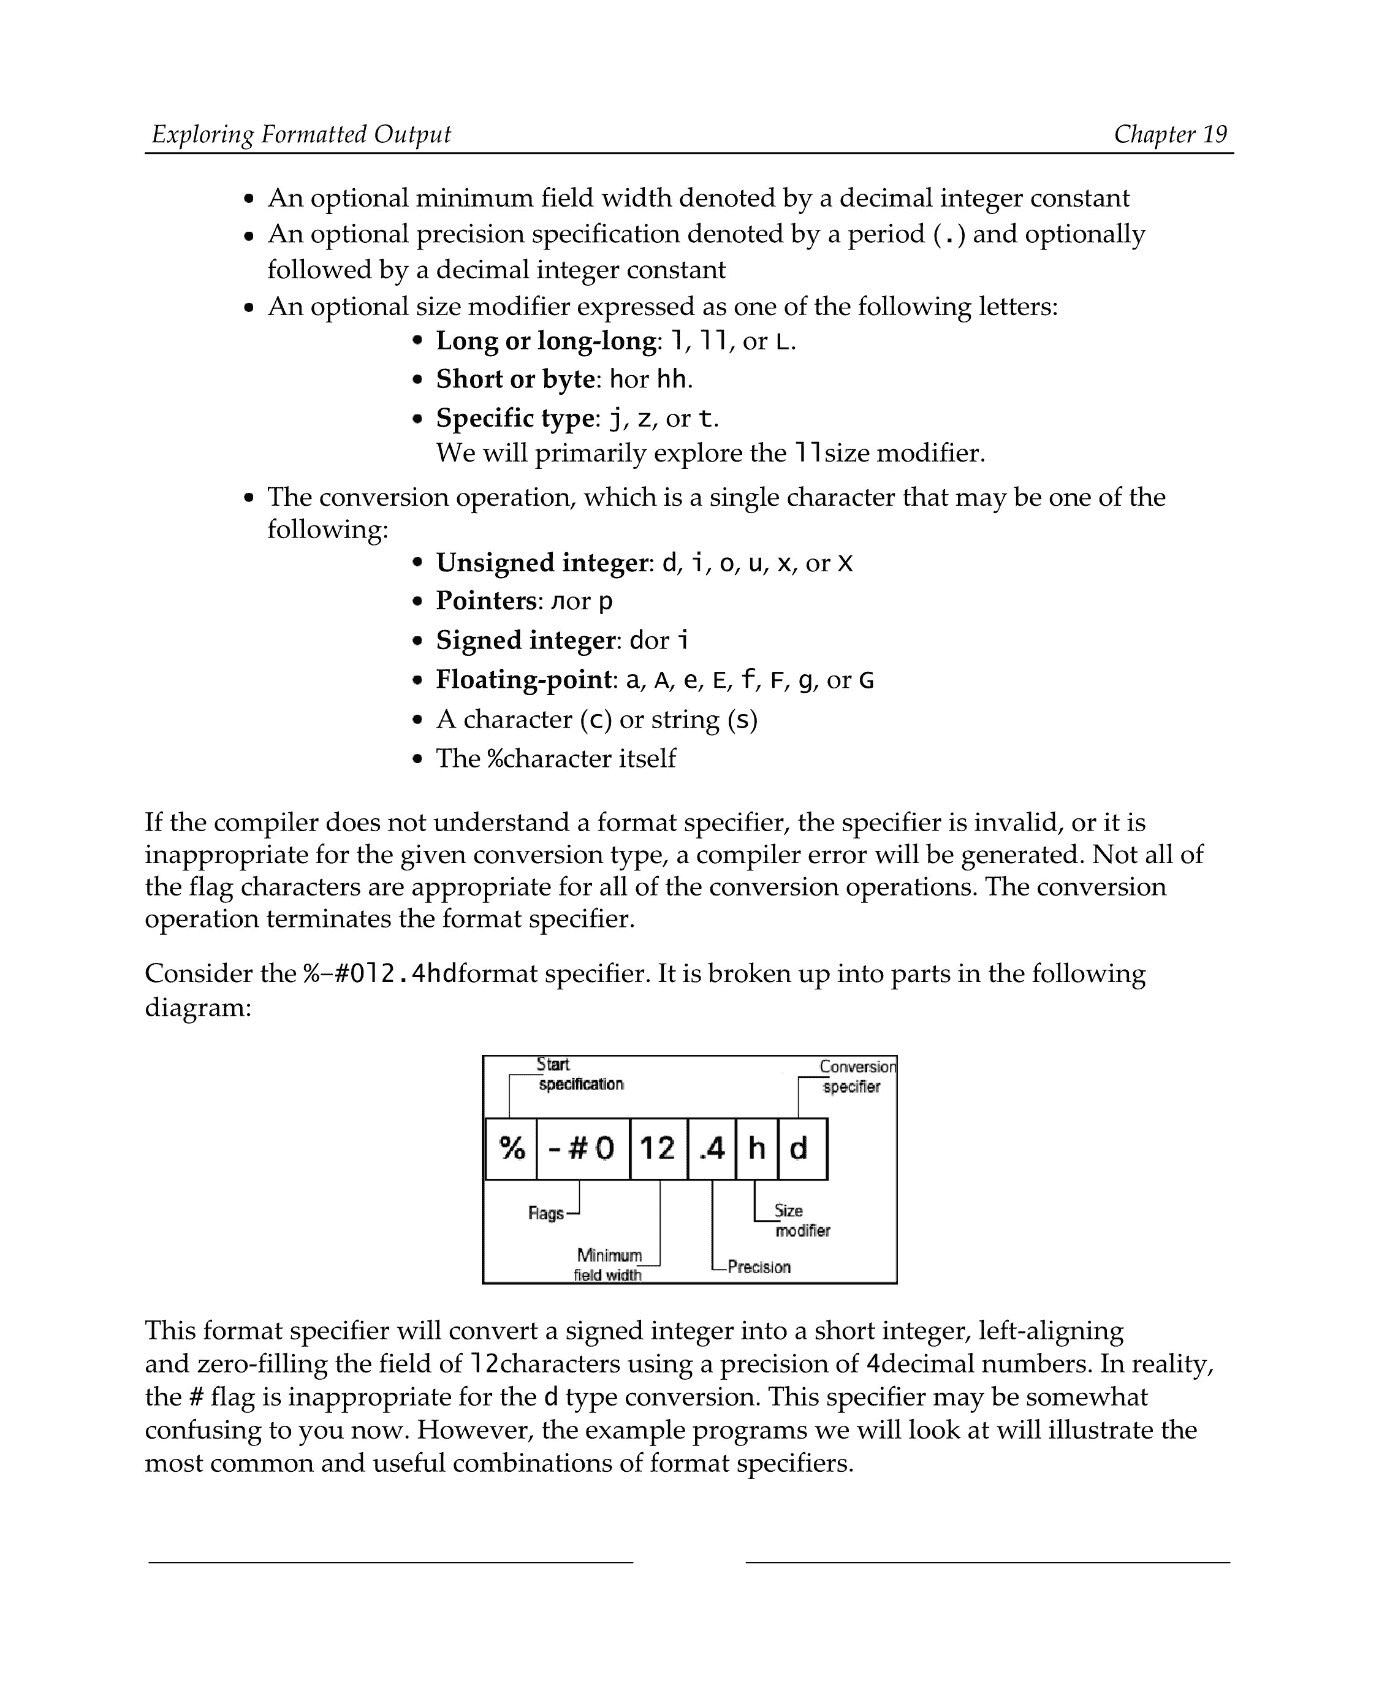 Exploring Formatted Output Chapter 19
• An optional minimum field width denoted by a decimal integer constant
• An optional precision specification denoted by a period (.) and optionally
followed by a decimal integer constant
• An optional size modifier expressed as one of the following letters:
• Long or long-long: l, ll, or L.
• Short or byte: hor hh.
• Specific type: j, z, or t.
We will primarily explore the llsize modifier.
• The conversion operation, which is a single character that may be one of the
following:
• Unsigned integer: d, i, o, u, x, or X
• Pointers: лor p
• Signed integer: dor i
• Floating-point: a, A, e, E, f, F, g, or G
• A character (c) or string (s)
• The %character itself
If the compiler does not understand a format specifier, the specifier is invalid, or it is
inappropriate for the given conversion type, a compiler error will be generated. Not all of
the flag characters are appropriate for all of the conversion operations. The conversion
operation terminates the format specifier.
Consider the %-#0l2.4hdformat specifier. It is broken up into parts in the following
diagram:
Start
specification
Conversion
specifier
% -#0 12 .4 h d
Flags
Size
modifier
Minimum
field width
Precision
This format specifier will convert a signed integer into a short integer, left-aligning
and zero-filling the field of l2characters using a precision of 4decimal numbers. In reality,
the # flag is inappropriate for the d type conversion. This specifier may be somewhat
confusing to you now. However, the example programs we will look at will illustrate the
most common and useful combinations of format specifiers.